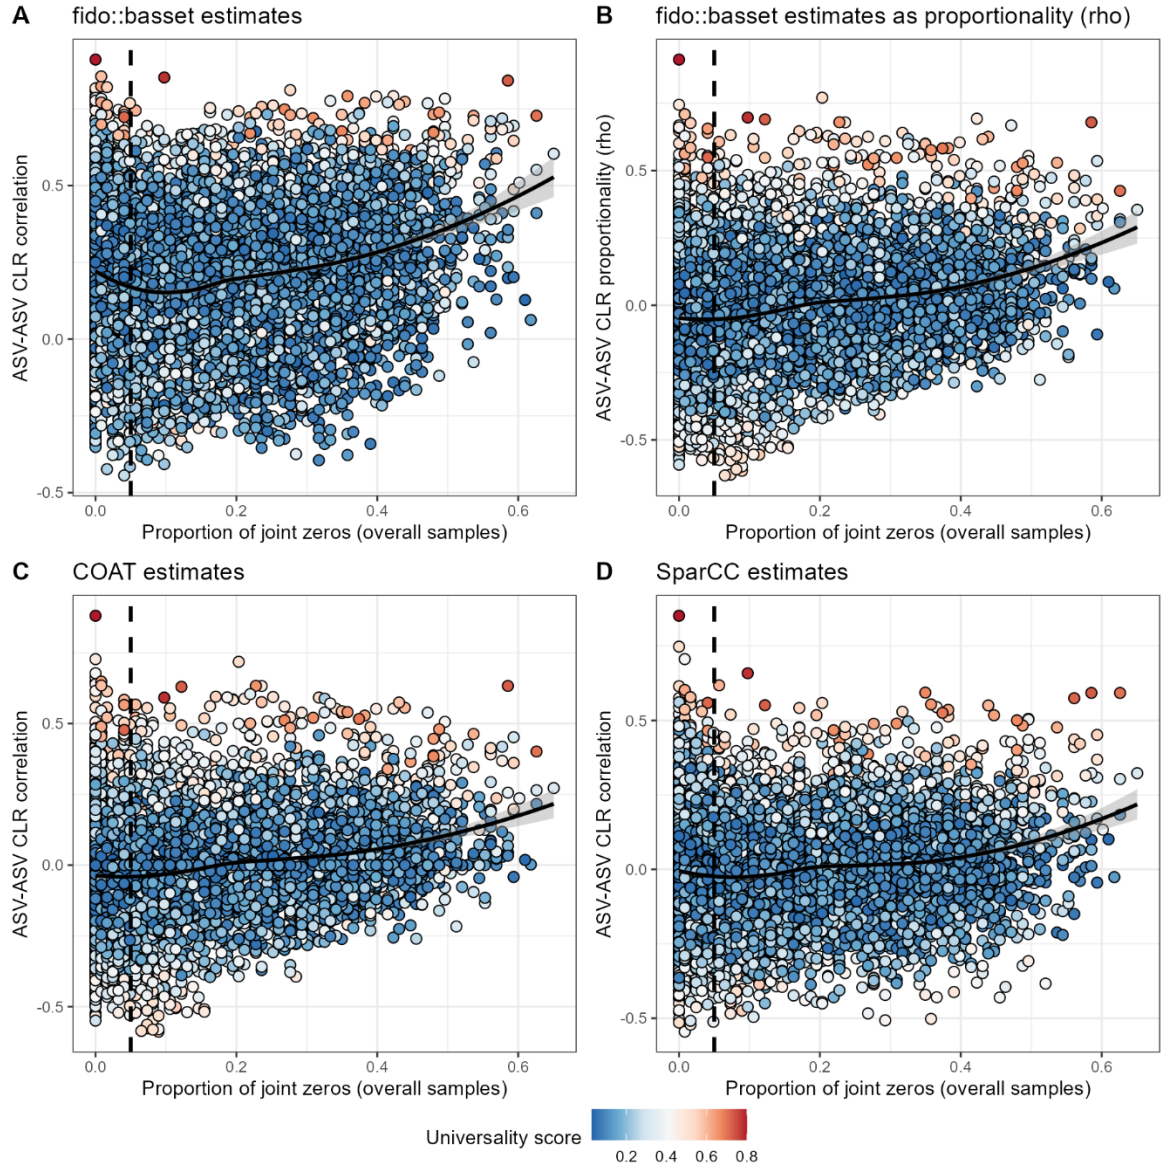 A fido::basset estimates
ASV-ASV CLR correlation
0.5
0.0
-0.5
0.0 0.2 0.4 0.6
Proportion of joint zeros (overall samples)
B fido::basset estimates as proportionality (rho)
ASV-ASV CLR proportionality (rho)
0.5
0.0
-0.5
0.0 0.2 0.4 0.6
Proportion of joint zeros (overall samples)
C COAT estimates
ASV-ASV CLR correlation
0.5
0.0
-0.5
0.0 0.2 0.4 0.6
Proportion of joint zeros (overall samples)
D SparCC estimates
ASV-ASV CLR correlation
0.5
0.0
-0.5
0.0 0.2 0.4 0.6
Proportion of joint zeros (overall samples)
Universality score
0.2 0.4 0.6 0.8